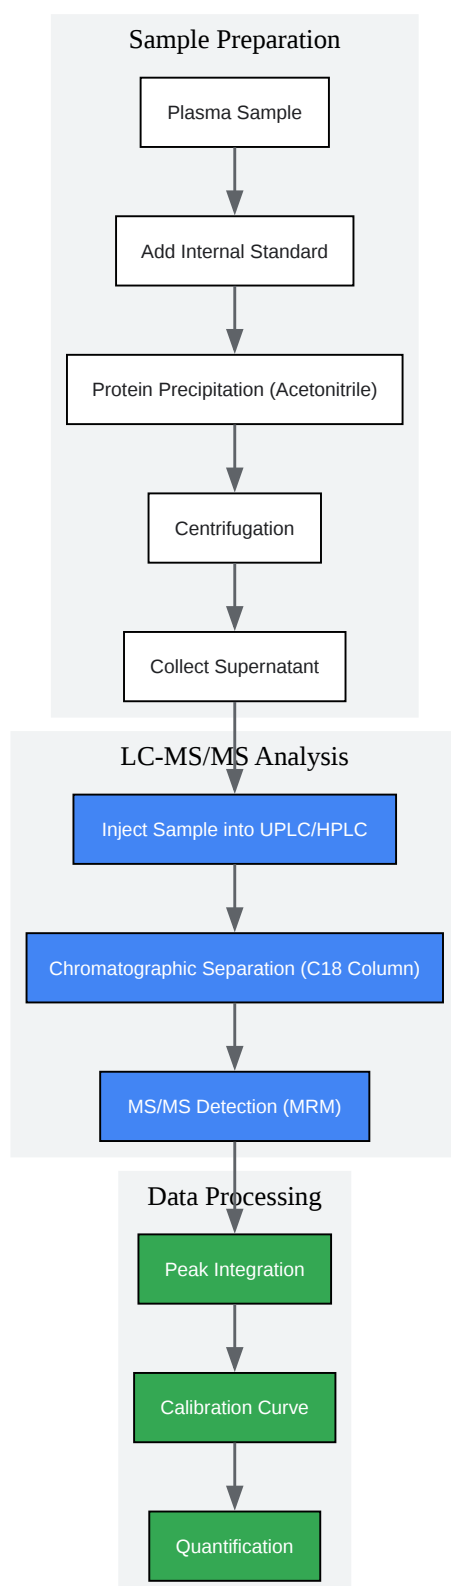 Sample Preparation
Plasma Sample
Add Internal Standard
Protein Precipitation (Acetonitrile)
Centrifugation
Collect Supernatant
LC-MS/MS Analysis
Inject Sample into UPLC/HPLC
Chromatographic Separation (C18 Column)
MS/MS Detection (MRM)
Data Processing
Peak Integration
Calibration Curve
Quantification